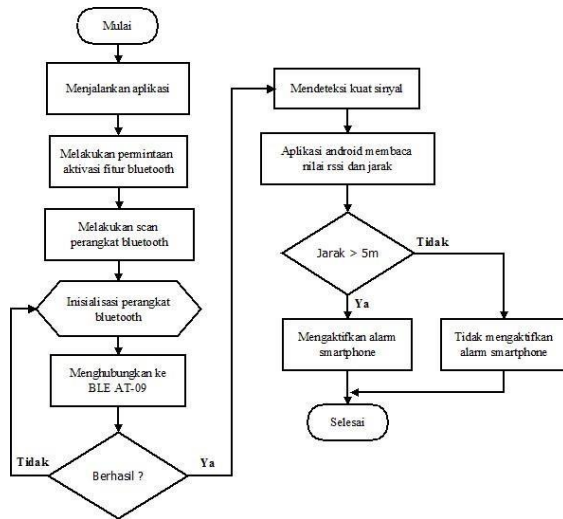 Mulai
Menjalankan aplikasi
Melakukan permintaan
aktivasi fitur bluetooth
Melakukan scan
perangkat bluetooth
Inisialisasi perangkat
bluetooth
Menghubungkan ke
BLE AT-09
Berhasil ?
Tidak
Ya
Mendeteksi kuat sinyal
Aplikasi android membaca
nilai rssi dan jarak
Jarak > 5m
Tidak
Ya
Mengaktifkan alarm
smartphone
Tidak mengaktifkan
alarm smartphone
Selesai